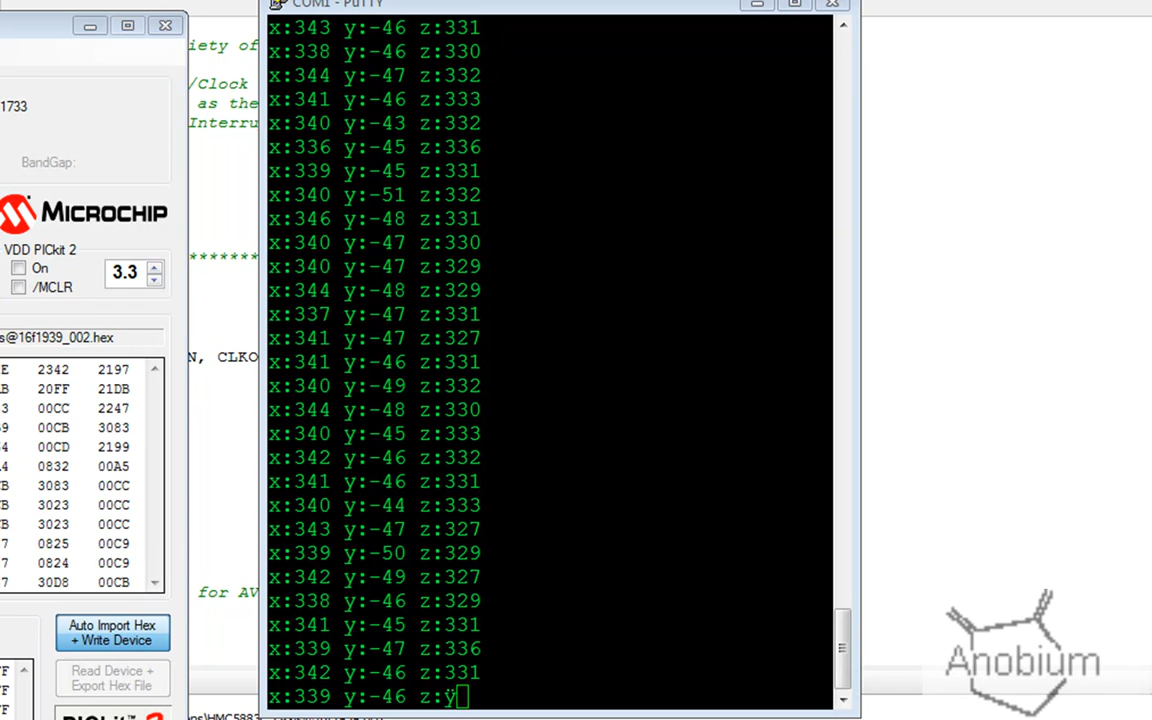 COM1 - PuTTY
x:343 y:-46 z:331
x:338 y:-46 z:330
x:344 y:-47 z:332
x:341 y:-46 z:333
x:340 y:-43 z:332
x:336 y:-45 z:336
x:339 y:-45 z:331
x:340 y:-51 z:332
x:346 y:-48 z:331
x:340 y:-47 z:330
x:340 y:-47 z:329
x:344 y:-48 z:329
x:337 y:-47 z:331
x:341 y:-47 z:327
x:341 y:-46 z:331
x:340 y:-49 z:332
x:344 y:-48 z:330
x:340 y:-45 z:333
x:342 y:-46 z:332
x:341 y:-46 z:331
x:340 y:-44 z:333
x:343 y:-47 z:327
x:339 y:-50 z:329
x:342 y:-49 z:327
x:338 y:-46 z:329
x:341 y:-45 z:331
x:339 y:-47 z:336
x:342 y:-46 z:331
x:339 y:-46 z:ÿ
1733
BandGap:
MICROCHIP
VDD PICkit 2
On
3.3
/MCLR
s@16f1939_002.hex
E 2342 2197
B 20FF 21DB
3 00CC 2247
9 00CB 3083
4 00CD 2199
4 0832 00A5
B 3083 00CC
B 3023 00CC
B 3023 00CC
7 0825 00C9
7 0824 00C9
7 30D8 00CB
Auto Import Hex
+ Write Device
Read Device +
Export Hex File
PICkit 2
iety of
/Clock
as the
Interru
*******
N, CLKO
for AV
Anobium